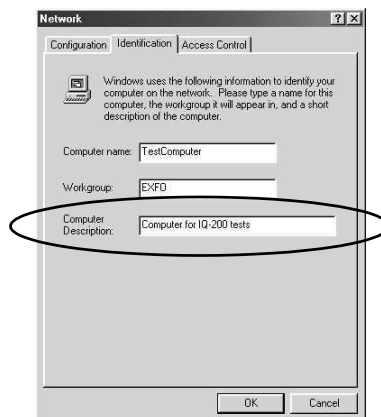 Network
Configuration Identification Access Control
Windows uses the following information to identify your
computer on the network. Please type a name for this
computer, the workgroup it will appear in, and a short
description of the computer.
Computer name: TestComputer
Workgroup: EXFO
Computer
Description: Computer for IQ-200 tests
OK Cancel